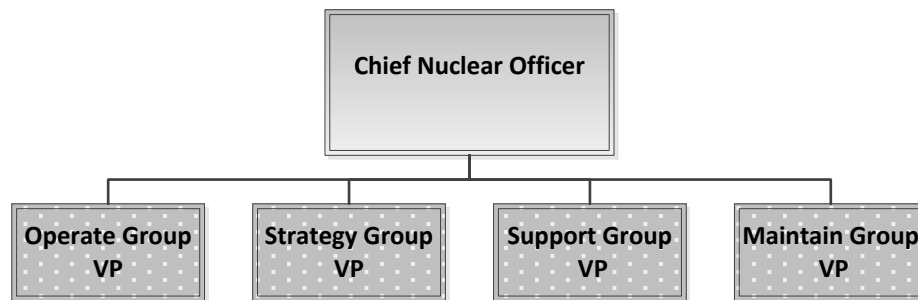 Chief Nuclear Officer
Operate Group
VP
Strategy Group
VP
Support Group
VP
Maintain Group
VP